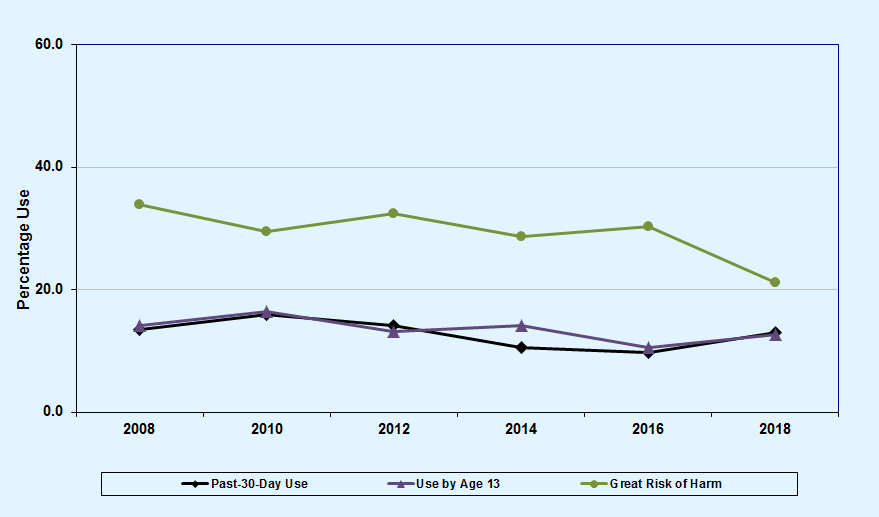 60.0
40.0
20.0
0.0
Percentage Use
2008 2010 2012 2014 2016 2018
Past-30-Day Use Use by Age 13 Great Risk of Harm